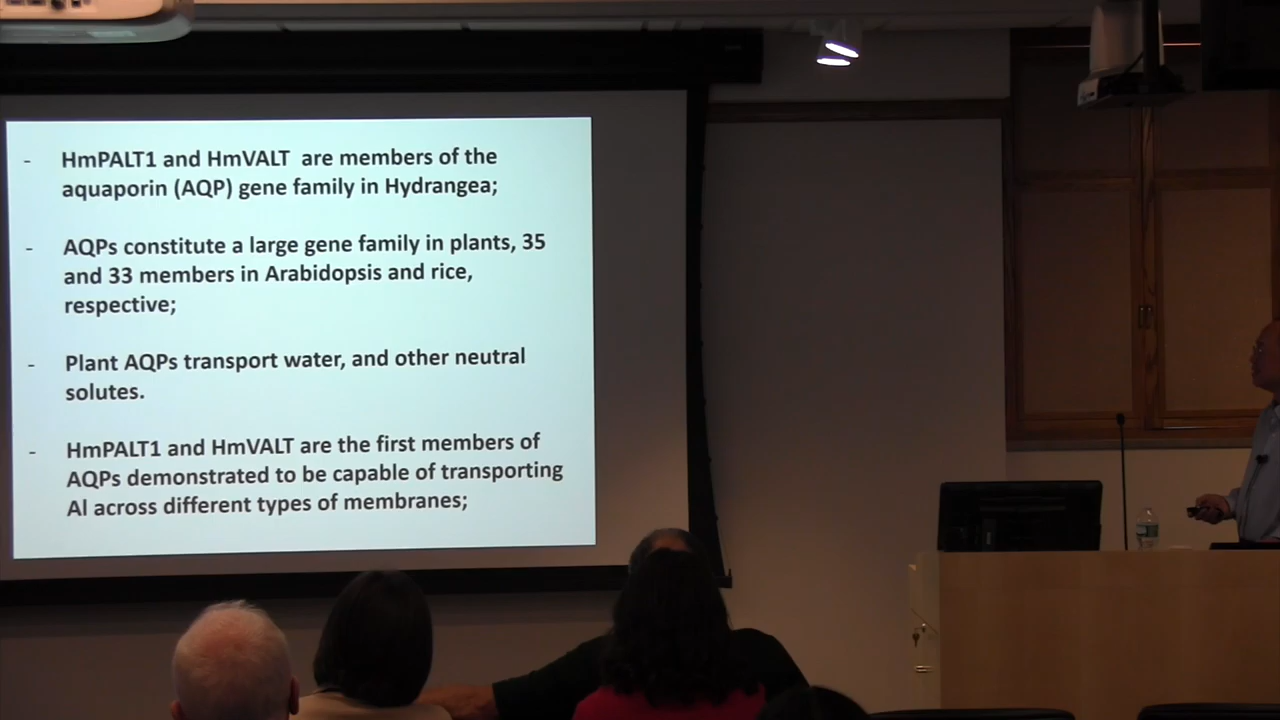 - HmPALT1 and HmVALT are members of the
aquaporin (AQP) gene family in Hydrangea;
- AQPs constitute a large gene family in plants, 35
and 33 members in Arabidopsis and rice,
respective;
- Plant AQPs transport water, and other neutral
solutes.
- HmPALT1 and HmVALT are the first members of
AQPs demonstrated to be capable of transporting
Al across different types of membranes;